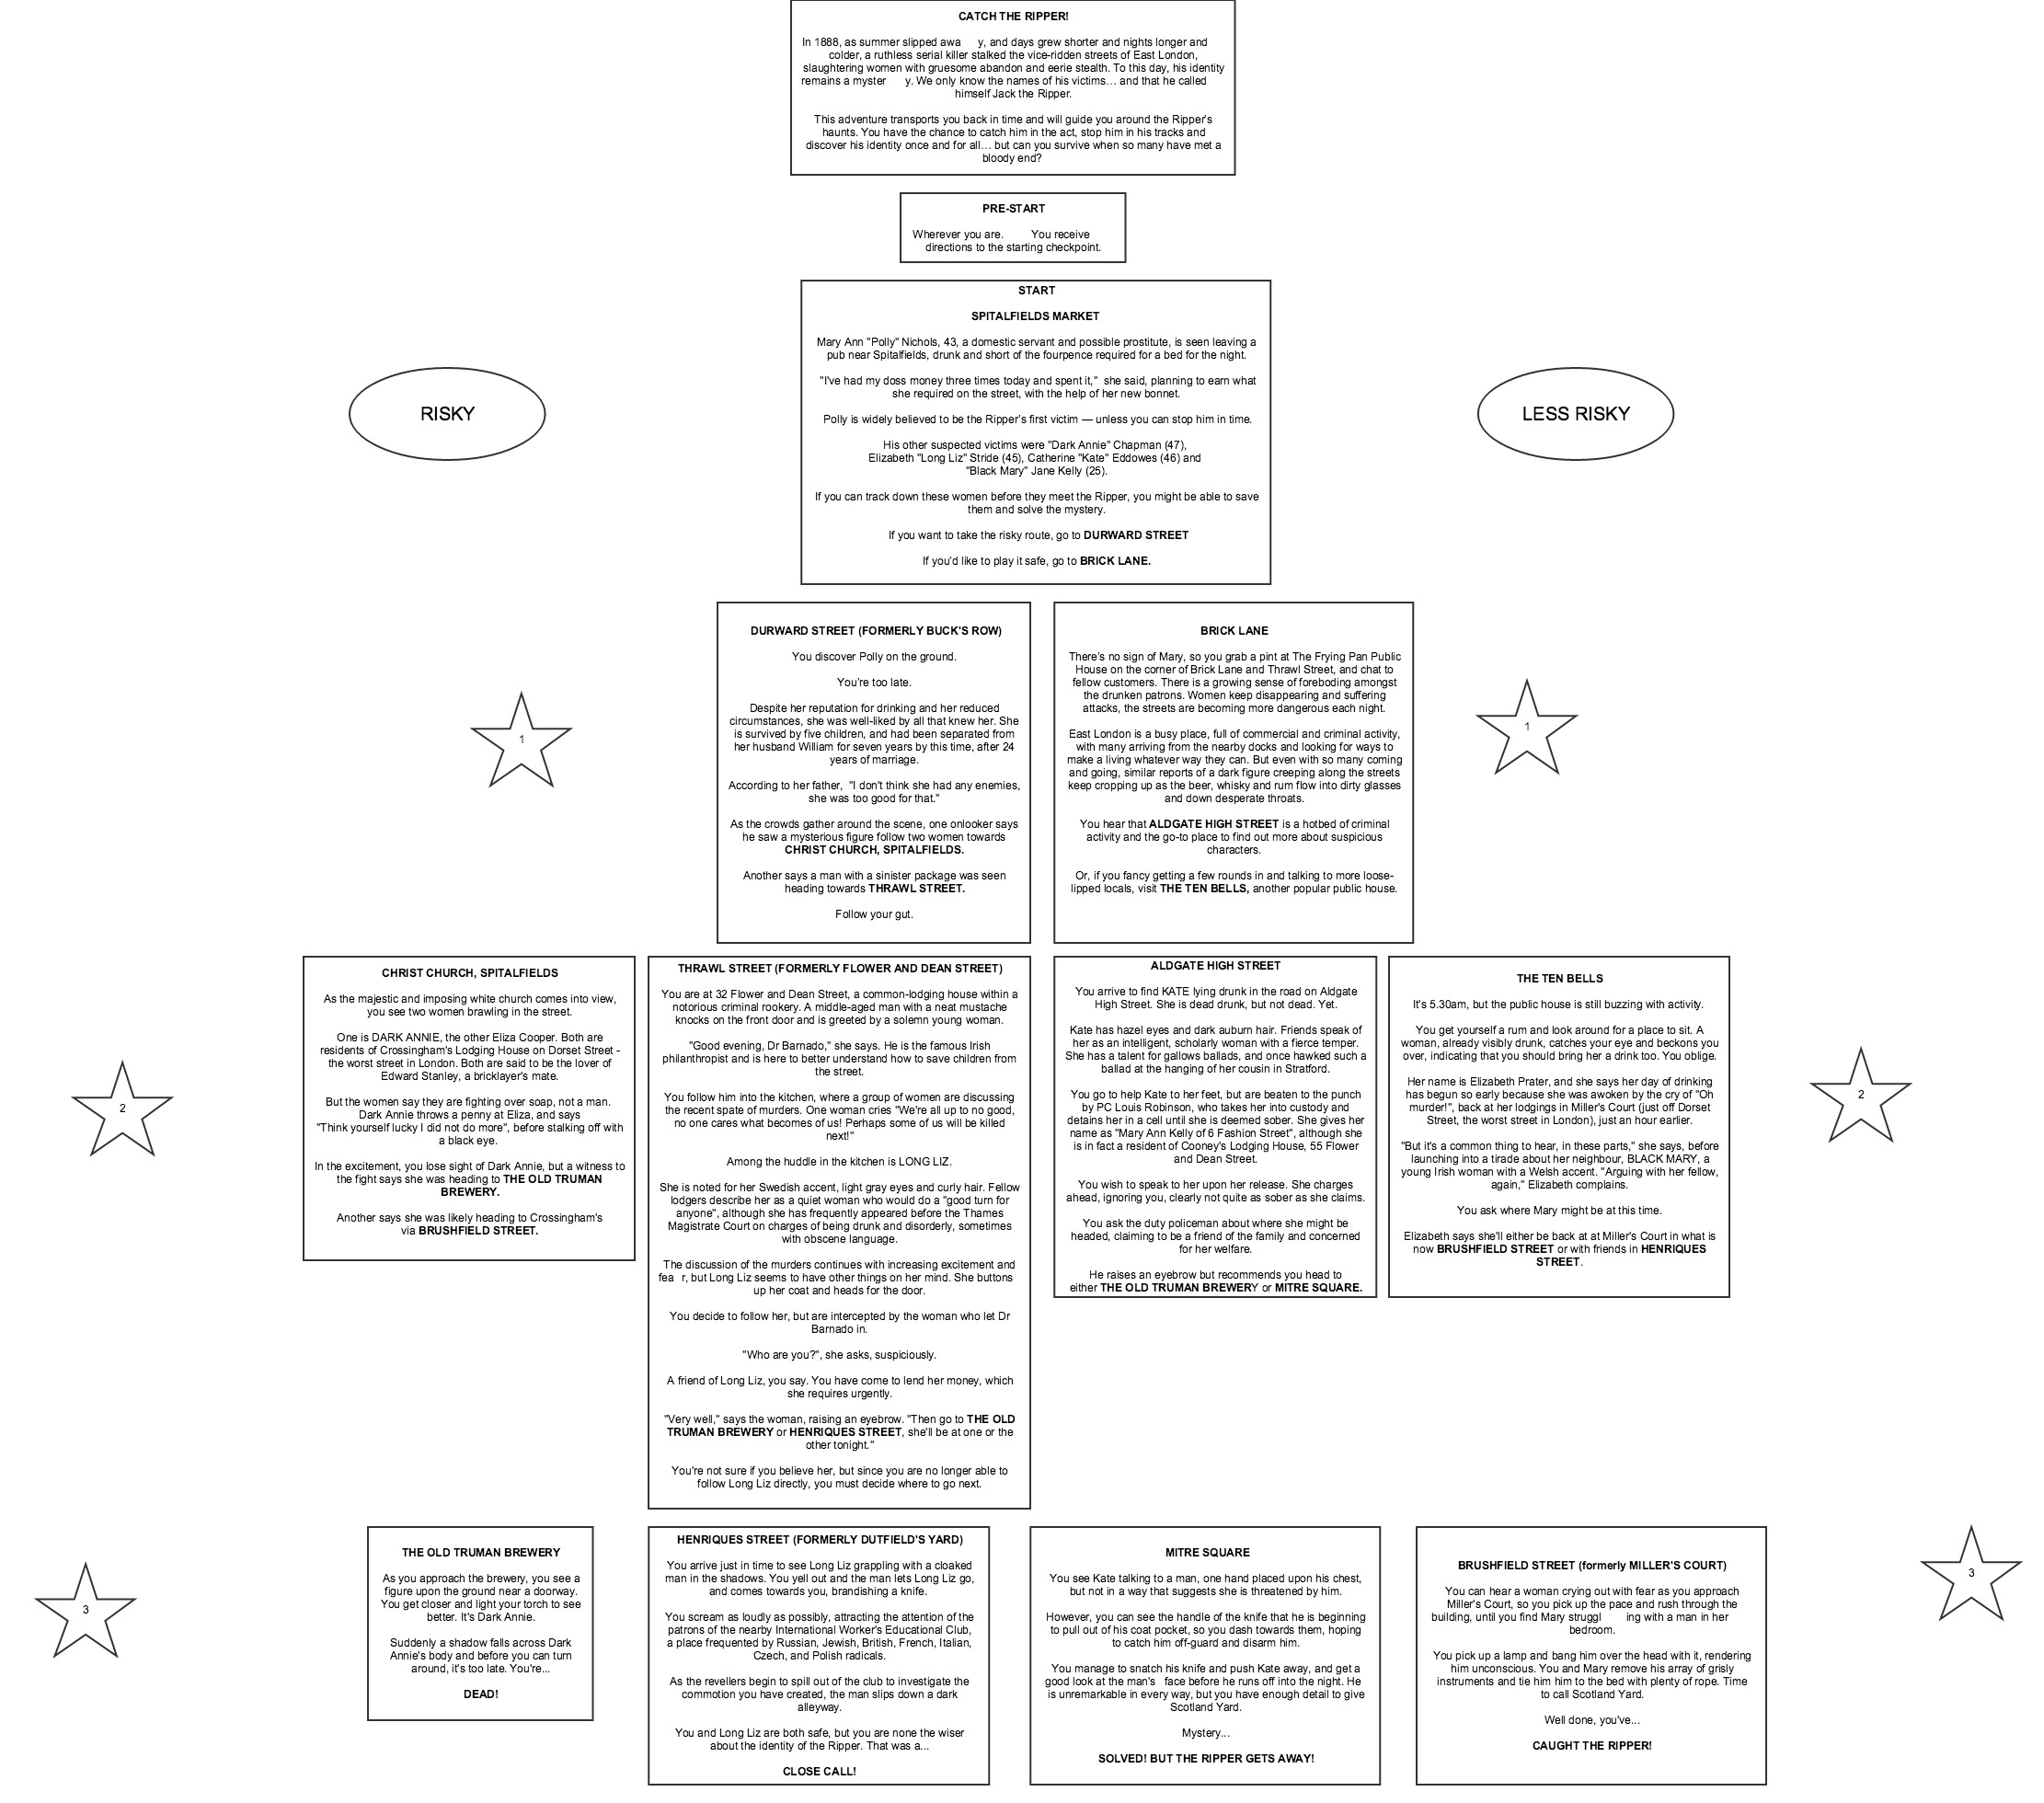 CATCH THE RIPPER!
In 1888, as summer slipped awa y, and days grew shorter and nights longer and
colder, a ruthless serial killer stalked the vice-ridden streets of East London,
slaughtering women with gruesome abandon and eerie stealth. To this day, his identity
remains a myster y. We only know the names of his victims… and that he called
himself Jack the Ripper.
This adventure transports you back in time and will guide you around the Ripper's
haunts. You have the chance to catch him in the act, stop him in his tracks and
discover his identity once and for all… but can you survive when so many have met a
bloody end?
PRE-START
Wherever you are. You receive
directions to the starting checkpoint.
START
SPITALFIELDS MARKET
Mary Ann "Polly" Nichols, 43, a domestic servant and possible prostitute, is seen leaving a
pub near Spitalfields, drunk and short of the fourpence required for a bed for the night.
"I've had my doss money three times today and spent it," she said, planning to earn what
she required on the street, with the help of her new bonnet.
Polly is widely believed to be the Ripper's first victim — unless you can stop him in time.
His other suspected victims were "Dark Annie" Chapman (47),
Elizabeth "Long Liz" Stride (45), Catherine "Kate" Eddowes (46) and
"Black Mary" Jane Kelly (25).
If you can track down these women before they meet the Ripper, you might be able to save
them and solve the mystery.
If you want to take the risky route, go to DURWARD STREET
If you'd like to play it safe, go to BRICK LANE.
RISKY
LESS RISKY
DURWARD STREET (FORMERLY BUCK'S ROW)
You discover Polly on the ground.
You're too late.
Despite her reputation for drinking and her reduced
circumstances, she was well-liked by all that knew her. She
is survived by five children, and had been separated from
her husband William for seven years by this time, after 24
years of marriage.
According to her father, "I don't think she had any enemies,
she was too good for that."
As the crowds gather around the scene, one onlooker says
he saw a mysterious figure follow two women towards
CHRIST CHURCH, SPITALFIELDS.
Another says a man with a sinister package was seen
heading towards THRAWL STREET.
Follow your gut.
BRICK LANE
There's no sign of Mary, so you grab a pint at The Frying Pan Public
House on the corner of Brick Lane and Thrawl Street, and chat to
fellow customers. There is a growing sense of foreboding amongst
the drunken patrons. Women keep disappearing and suffering
attacks, the streets are becoming more dangerous each night.
East London is a busy place, full of commercial and criminal activity,
with many arriving from the nearby docks and looking for ways to
make a living whatever way they can. But even with so many coming
and going, similar reports of a dark figure creeping along the streets
keep cropping up as the beer, whisky and rum flow into dirty glasses
and down desperate throats.
You hear that ALDGATE HIGH STREET is a hotbed of criminal
activity and the go-to place to find out more about suspicious
characters.
Or, if you fancy getting a few rounds in and talking to more loose-
lipped locals, visit THE TEN BELLS, another popular public house.
1
1
CHRIST CHURCH, SPITALFIELDS
As the majestic and imposing white church comes into view,
you see two women brawling in the street.
One is DARK ANNIE, the other Eliza Cooper. Both are
residents of Crossingham's Lodging House on Dorset Street -
the worst street in London. Both are said to be the lover of
Edward Stanley, a bricklayer's mate.
But the women say they are fighting over soap, not a man.
Dark Annie throws a penny at Eliza, and says
"Think yourself lucky I did not do more", before stalking off with
a black eye.
In the excitement, you lose sight of Dark Annie, but a witness to
the fight says she was heading to THE OLD TRUMAN
BREWERY.
Another says she was likely heading to Crossingham's
via BRUSHFIELD STREET.
THRAWL STREET (FORMERLY FLOWER AND DEAN STREET)
You are at 32 Flower and Dean Street, a common-lodging house within a
notorious criminal rookery. A middle-aged man with a neat mustache
knocks on the front door and is greeted by a solemn young woman.
"Good evening, Dr Barnado," she says. He is the famous Irish
philanthropist and is here to better understand how to save children from
the street.
You follow him into the kitchen, where a group of women are discussing
the recent spate of murders. One woman cries "We're all up to no good,
no one cares what becomes of us! Perhaps some of us will be killed
next!"
Among the huddle in the kitchen is LONG LIZ.
She is noted for her Swedish accent, light gray eyes and curly hair. Fellow
lodgers describe her as a quiet woman who would do a "good turn for
anyone", although she has frequently appeared before the Thames
Magistrate Court on charges of being drunk and disorderly, sometimes
with obscene language.
The discussion of the murders continues with increasing excitement and
fea r, but Long Liz seems to have other things on her mind. She buttons
up her coat and heads for the door.
You decide to follow her, but are intercepted by the woman who let Dr
Barnado in.
"Who are you?", she asks, suspiciously.
A friend of Long Liz, you say. You have come to lend her money, which
she requires urgently.
"Very well," says the woman, raising an eyebrow. "Then go to THE OLD
TRUMAN BREWERY or HENRIQUES STREET, she'll be at one or the
other tonight."
You're not sure if you believe her, but since you are no longer able to
follow Long Liz directly, you must decide where to go next.
ALDGATE HIGH STREET
You arrive to find KATE lying drunk in the road on Aldgate
High Street. She is dead drunk, but not dead. Yet.
Kate has hazel eyes and dark auburn hair. Friends speak of
her as an intelligent, scholarly woman with a fierce temper.
She has a talent for gallows ballads, and once hawked such a
ballad at the hanging of her cousin in Stratford.
You go to help Kate to her feet, but are beaten to the punch
by PC Louis Robinson, who takes her into custody and
detains her in a cell until she is deemed sober. She gives her
name as "Mary Ann Kelly of 6 Fashion Street", although she
is in fact a resident of Cooney's Lodging House, 55 Flower
and Dean Street.
You wish to speak to her upon her release. She charges
ahead, ignoring you, clearly not quite as sober as she claims.
You ask the duty policeman about where she might be
headed, claiming to be a friend of the family and concerned
for her welfare.
He raises an eyebrow but recommends you head to
either THE OLD TRUMAN BREWERY or MITRE SQUARE.
THE TEN BELLS
It's 5.30am, but the public house is still buzzing with activity.
You get yourself a rum and look around for a place to sit. A
woman, already visibly drunk, catches your eye and beckons you
over, indicating that you should bring her a drink too. You oblige.
Her name is Elizabeth Prater, and she says her day of drinking
has begun so early because she was awoken by the cry of "Oh
murder!", back at her lodgings in Miller's Court (just off Dorset
Street, the worst street in London), just an hour earlier.
"But it's a common thing to hear, in these parts," she says, before
launching into a tirade about her neighbour, BLACK MARY, a
young Irish woman with a Welsh accent. "Arguing with her fellow,
again," Elizabeth complains.
You ask where Mary might be at this time.
Elizabeth says she'll either be back at at Miller's Court in what is
now BRUSHFIELD STREET or with friends in HENRIQUES
STREET.
2
2
THE OLD TRUMAN BREWERY
As you approach the brewery, you see a
figure upon the ground near a doorway.
You get closer and light your torch to see
better. It's Dark Annie.
Suddenly a shadow falls across Dark
Annie's body and before you can turn
around, it's too late. You're...
DEAD!
HENRIQUES STREET (FORMERLY DUTFIELD'S YARD)
You arrive just in time to see Long Liz grappling with a cloaked
man in the shadows. You yell out and the man lets Long Liz go,
and comes towards you, brandishing a knife.
You scream as loudly as possibly, attracting the attention of the
patrons of the nearby International Worker's Educational Club,
a place frequented by Russian, Jewish, British, French, Italian,
Czech, and Polish radicals.
As the revellers begin to spill out of the club to investigate the
commotion you have created, the man slips down a dark
alleyway.
You and Long Liz are both safe, but you are none the wiser
about the identity of the Ripper. That was a...
CLOSE CALL!
MITRE SQUARE
You see Kate talking to a man, one hand placed upon his chest,
but not in a way that suggests she is threatened by him.
However, you can see the handle of the knife that he is beginning
to pull out of his coat pocket, so you dash towards them, hoping
to catch him off-guard and disarm him.
You manage to snatch his knife and push Kate away, and get a
good look at the man's face before he runs off into the night. He
is unremarkable in every way, but you have enough detail to give
Scotland Yard.
Mystery...
SOLVED! BUT THE RIPPER GETS AWAY!
BRUSHFIELD STREET (formerly MILLER'S COURT)
You can hear a woman crying out with fear as you approach
Miller's Court, so you pick up the pace and rush through the
building, until you find Mary struggl ing with a man in her
bedroom.
You pick up a lamp and bang him over the head with it, rendering
him unconscious. You and Mary remove his array of grisly
instruments and tie him him to the bed with plenty of rope. Time
to call Scotland Yard.
Well done, you've...
CAUGHT THE RIPPER!
3
3